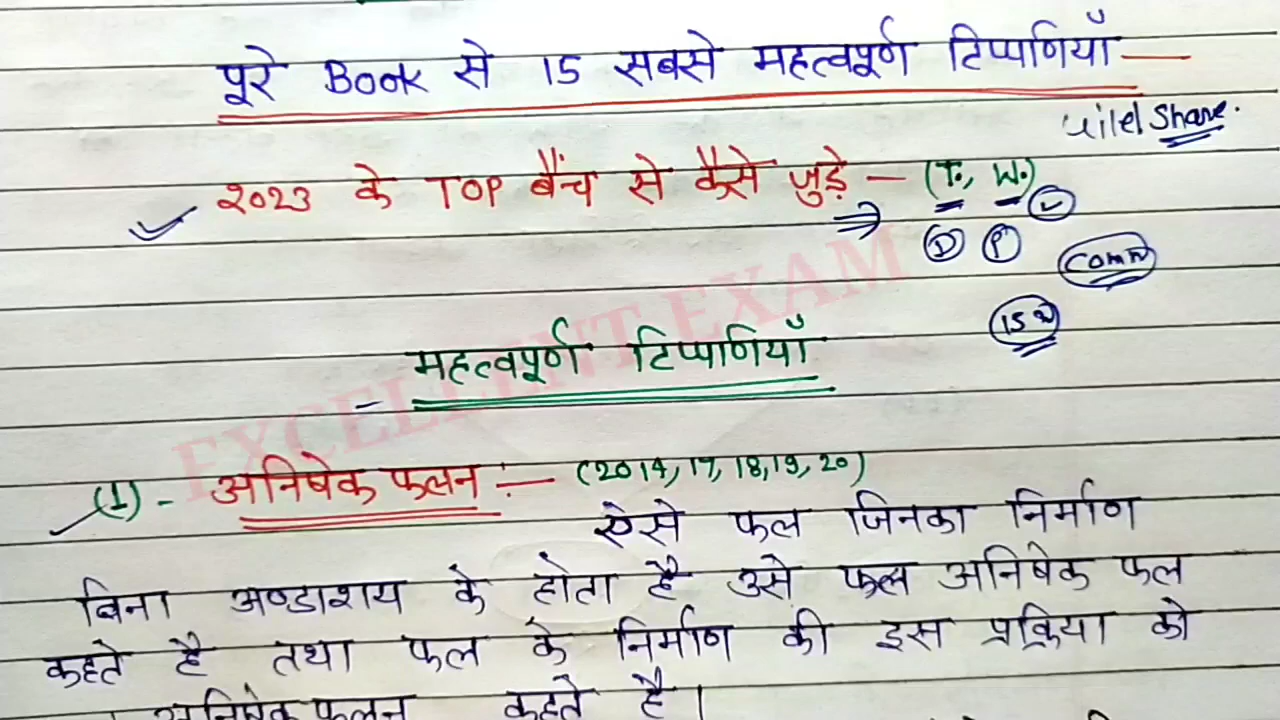 पूरे Book से 15 सबसे महत्वपूर्ण टिप्पणियाँ —
Share.
2023 के TOP बैंच से कैसे जुड़े — (T., W.)
D P
Comn
15
EXCELLENT EXAM
महत्वपूर्ण टिप्पणियाँ
(1) - अनिषेक फलन :— (2014, 17, 18, 19, 20)
ऐसे फल जिनका निर्माण
बिना अण्डाशय के होता है उसे फल अनिषेक फल
कहते है तथा फल के निर्माण की इस प्रक्रिया को
अनिषेक फलन कहते है।